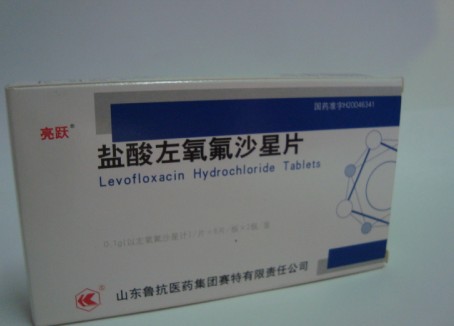 国药准字H20046341
亮跃®
盐酸左氧氟沙星片
Levofloxacin Hydrochloride Tablets
山东鲁抗医药集团赛特有限责任公司